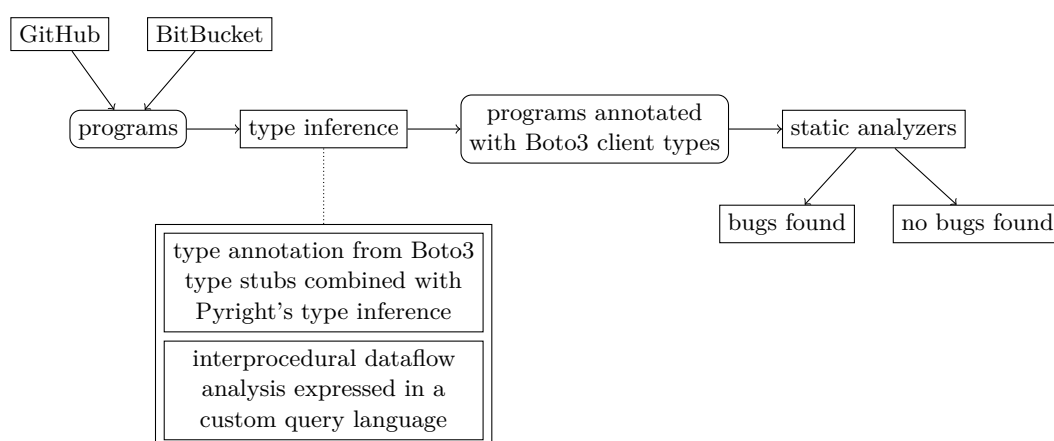 GitHub
BitBucket
programs
type inference
programs annotated
with Boto3 client types
static analyzers
bugs found
no bugs found
type annotation from Boto3
type stubs combined with
Pyright's type inference
interprocedural dataflow
analysis expressed in a
custom query language